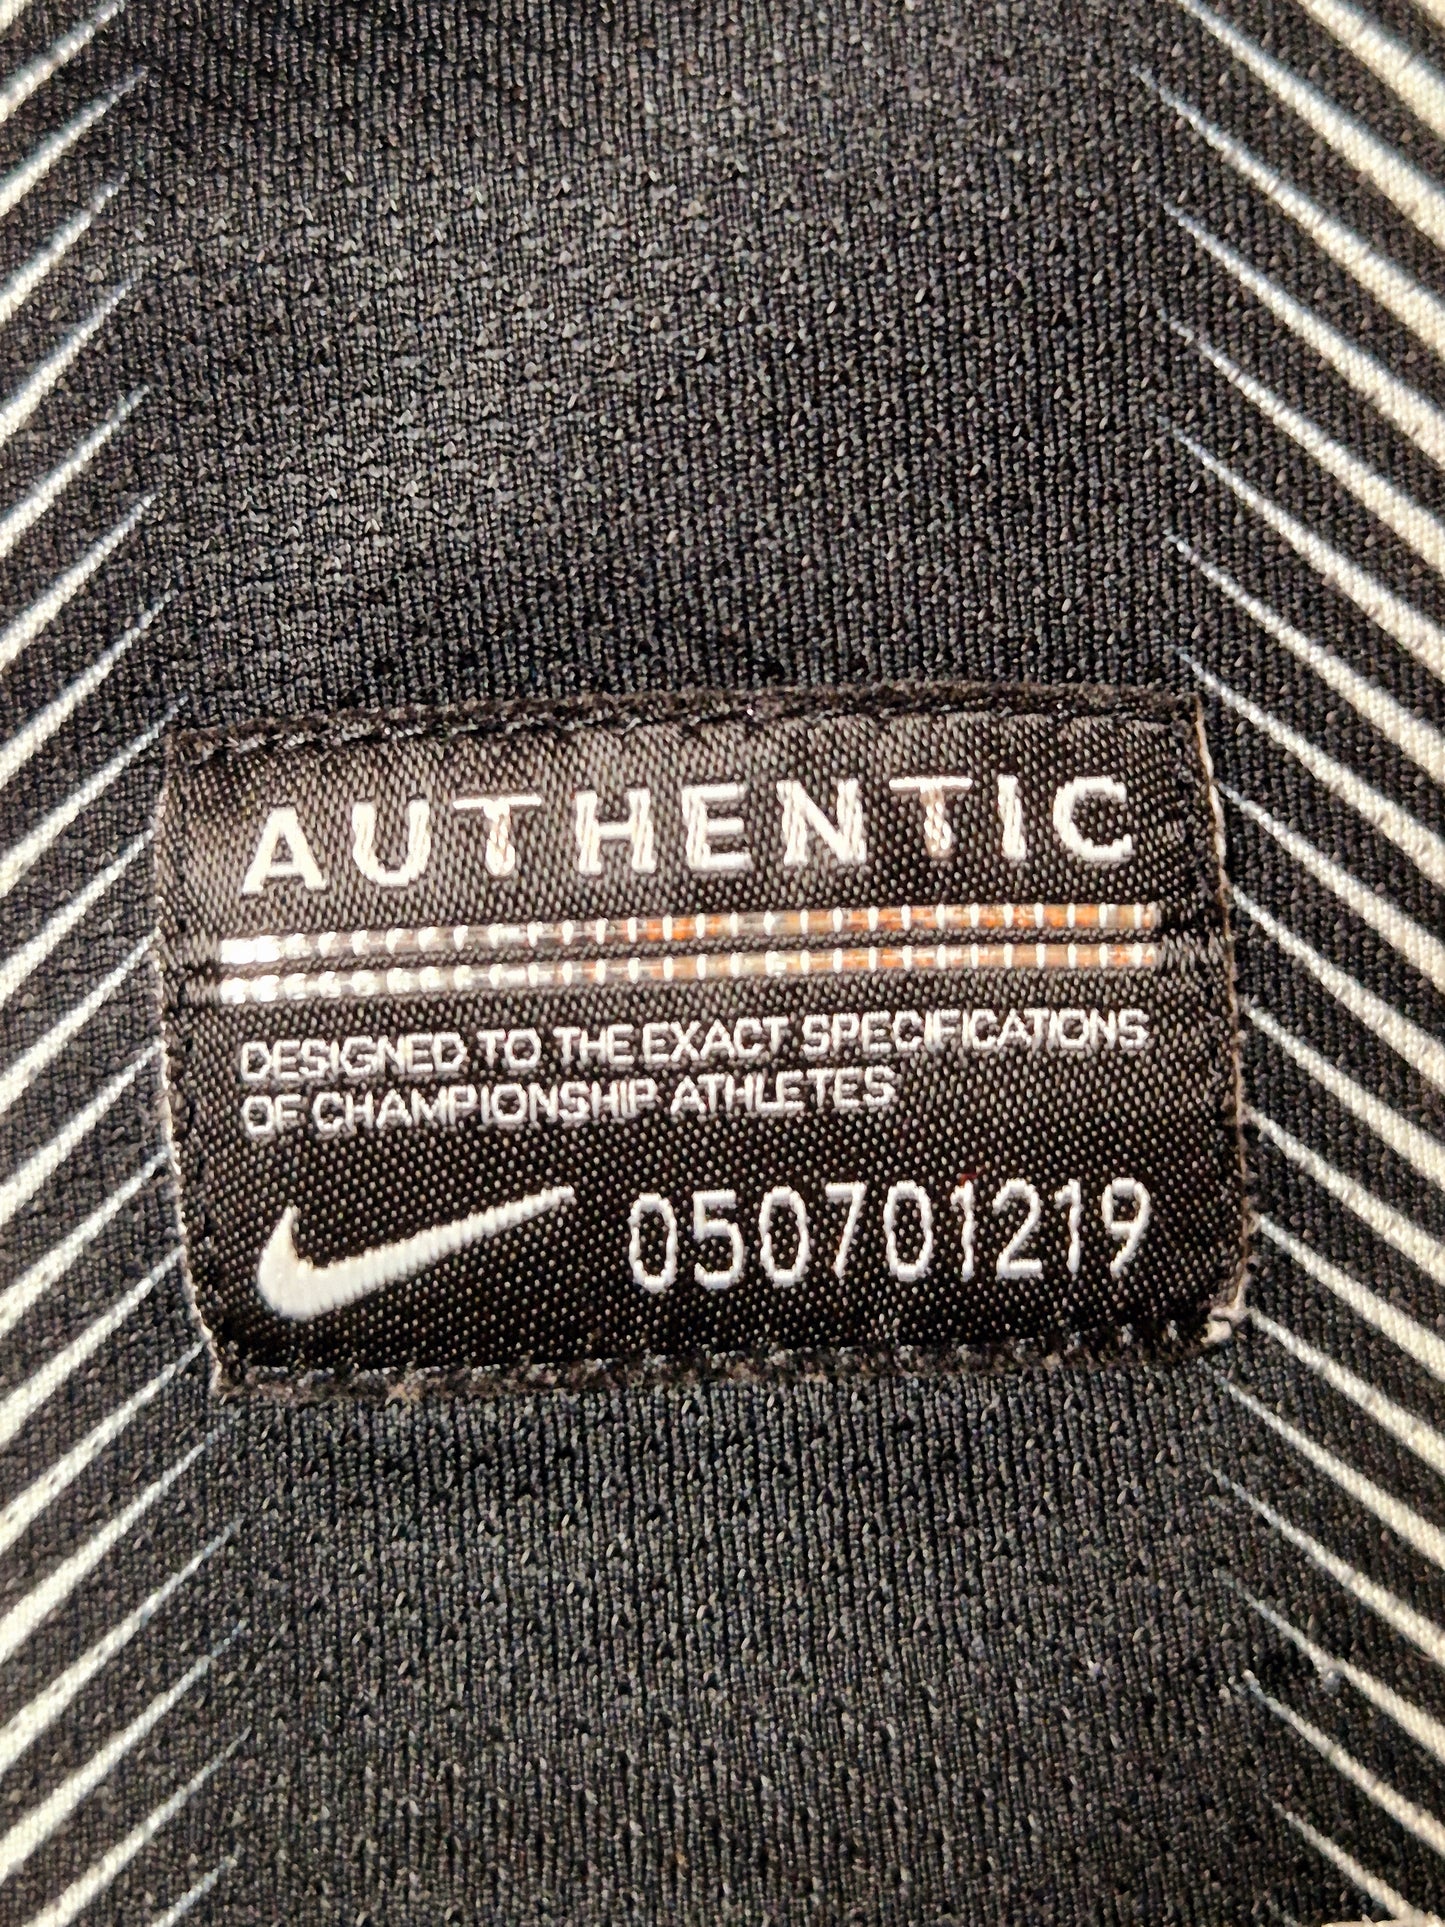 AUTHENTIC
DESIGNED TO THE EXACT SPECIFICATIONS
OF CHAMPIONSHIP ATHLETES
050701219